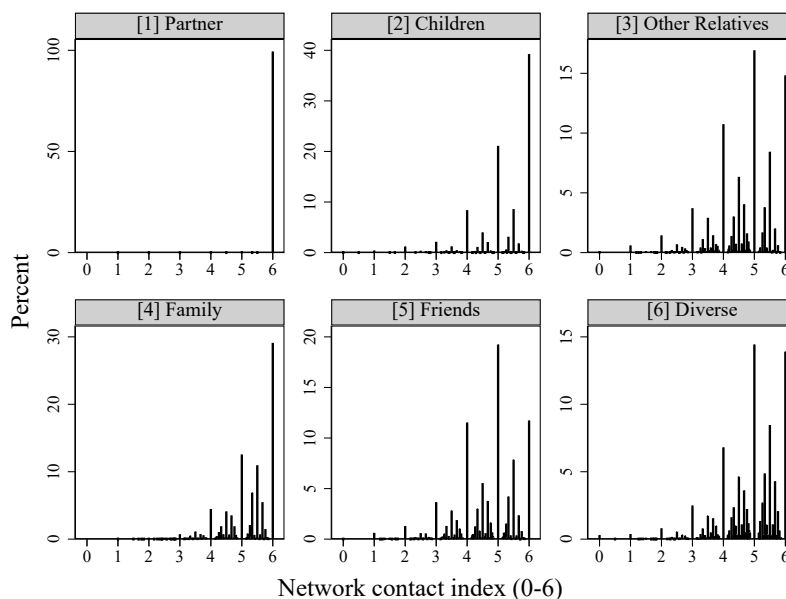 [1] Partner
[2] Children
[3] Other Relatives
100
50
0
0 1 2 3 4 5 6
40
30
20
10
0
0 1 2 3 4 5 6
15
10
5
0
0 1 2 3 4 5 6
Percent
[4] Family
[5] Friends
[6] Diverse
30
20
10
0
0 1 2 3 4 5 6
20
15
10
5
0
0 1 2 3 4 5 6
15
10
5
0
0 1 2 3 4 5 6
Network contact index (0-6)